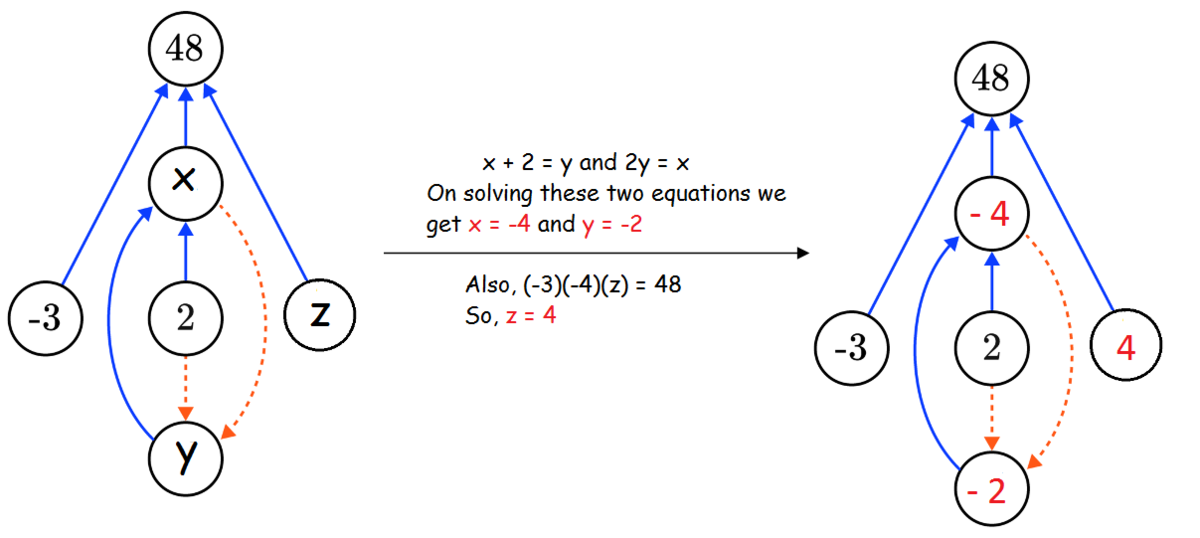 48
x
-3
2
z
y
x + 2 = y and 2y = x
On solving these two equations we
get x = -4 and y = -2
Also, (-3)(-4)(z) = 48
So, z = 4
48
- 4
-3
2
4
- 2